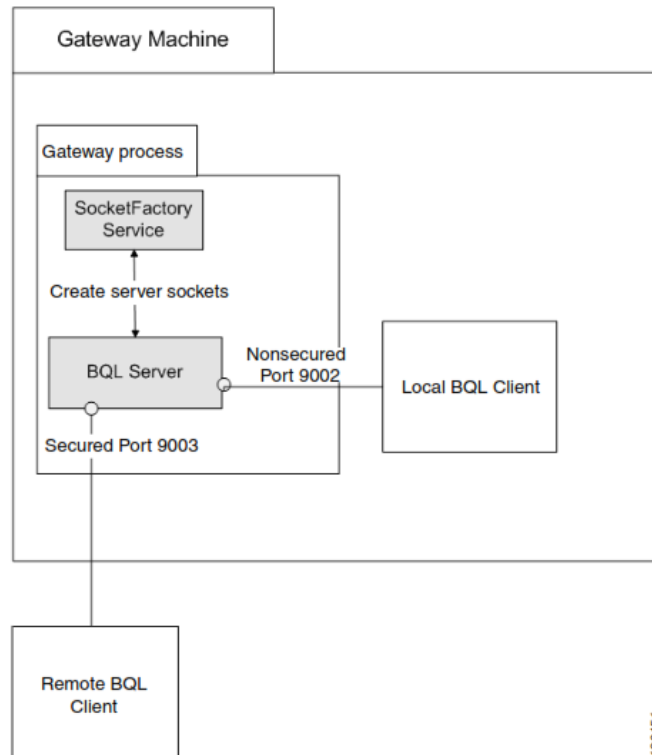 Gateway Machine
Gateway process
SocketFactory
Service
Create server sockets
BQL Server
Nonsecured
Port 9002
Local BQL Client
Secured Port 9003
Remote BQL
Client